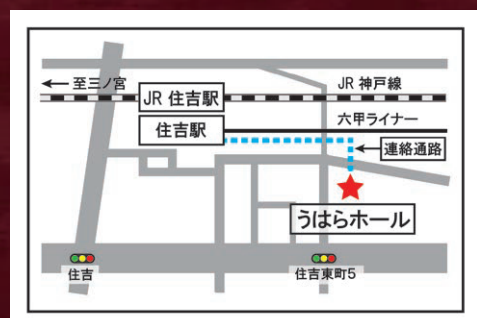 ←至三ノ宮
JR 神戸線
JR 住吉駅
六甲ライナー
住吉駅
連絡通路
うはらホール
住吉
住吉東町5